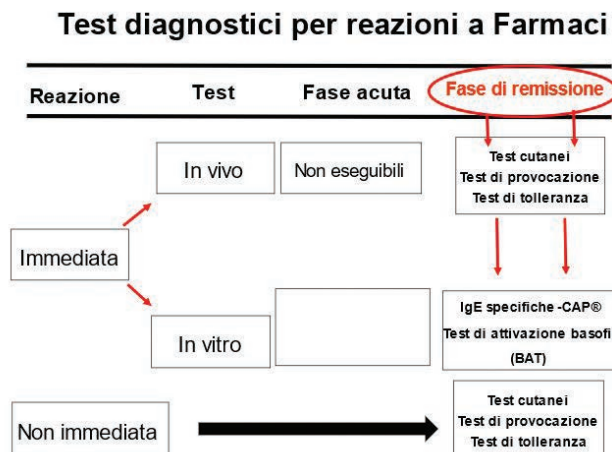 Test diagnostici per reazioni a Farmaci
Reazione Test Fase acuta Fase di remissione
In vivo
Non eseguibili
Test cutanei
Test di provocazione
Test di tolleranza
Immediata
In vitro
IgE specifiche -CAP®
Test di attivazione basofi
(BAT)
Non immediata
Test cutanei
Test di provocazione
Test di tolleranza